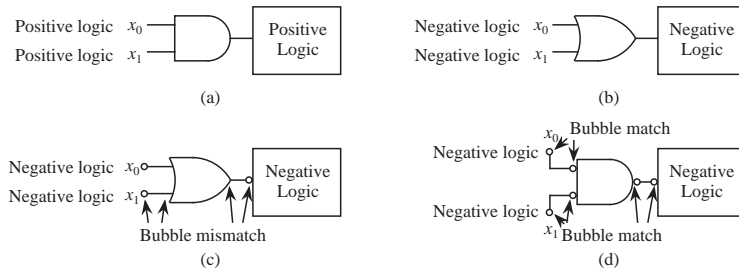 Positive logic x0
Positive logic x1
Positive
Logic
(a)
Negative logic x0
Negative logic x1
Negative
Logic
(b)
Negative logic x0
Negative logic x1
Negative
Logic
Bubble mismatch
(c)
x0 Bubble match
Negative logic
Negative logic
x1 Bubble match
Negative
Logic
(d)